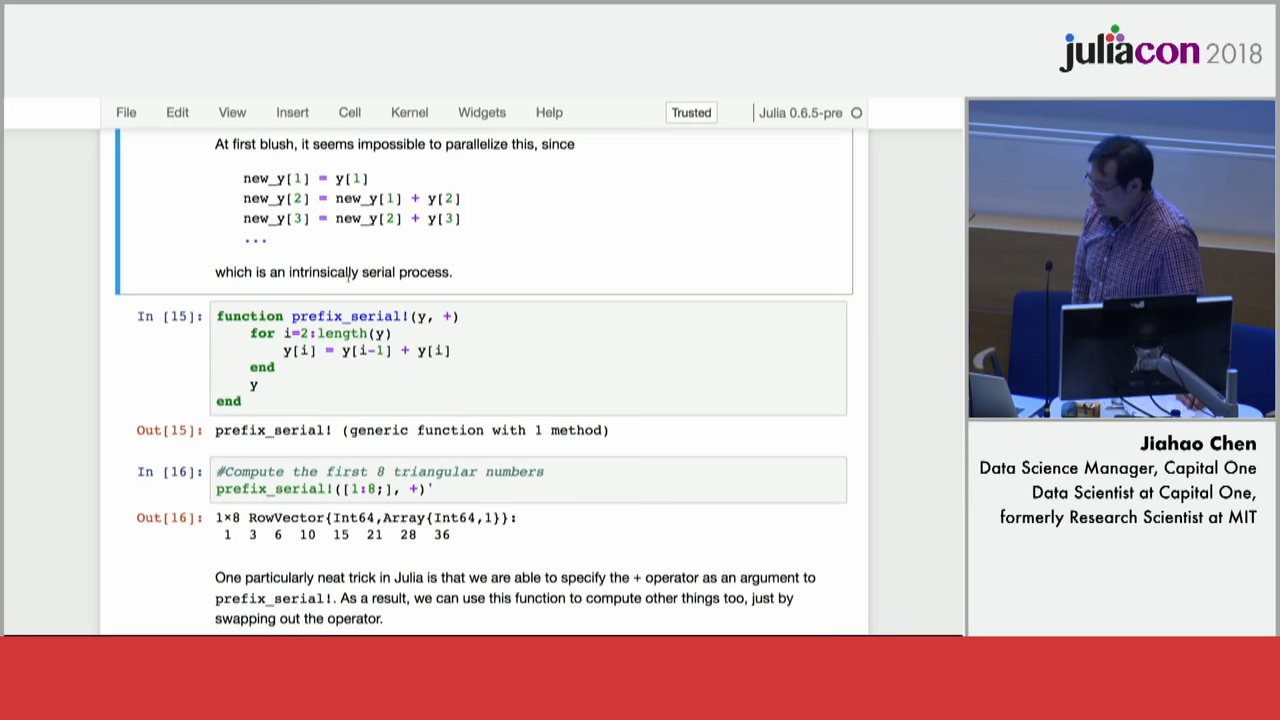 juliacon 2018
File Edit View Insert Cell Kernel Widgets Help Trusted Julia 0.6.5-pre
At first blush, it seems impossible to parallelize this, since
new_y[1] = y[1]
new_y[2] = new_y[1] + y[2]
new_y[3] = new_y[2] + y[3]
...
which is an intrinsically serial process.
In [15]: function prefix_serial!(y, +)
for i=2:length(y)
y[i] = y[i-1] + y[i]
end
y
end
Out[15]: prefix_serial! (generic function with 1 method)
In [16]: #Compute the first 8 triangular numbers
prefix_serial!([1:8;], +)'
Out[16]: 1×8 RowVector{Int64,Array{Int64,1}}:
1 3 6 10 15 21 28 36
One particularly neat trick in Julia is that we are able to specify the + operator as an argument to
prefix_serial!. As a result, we can use this function to compute other things too, just by
swapping out the operator.
Jiahao Chen
Data Science Manager, Capital One
Data Scientist at Capital One,
formerly Research Scientist at MIT